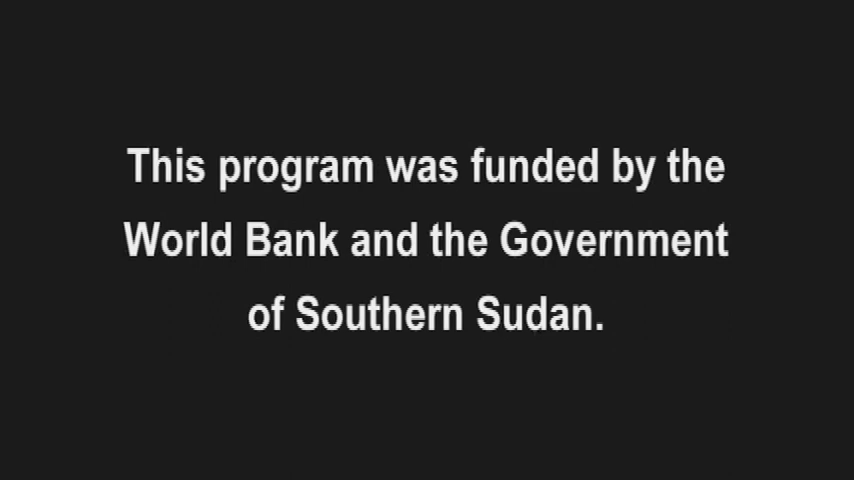 This program was funded by the
World Bank and the Government
of Southern Sudan.